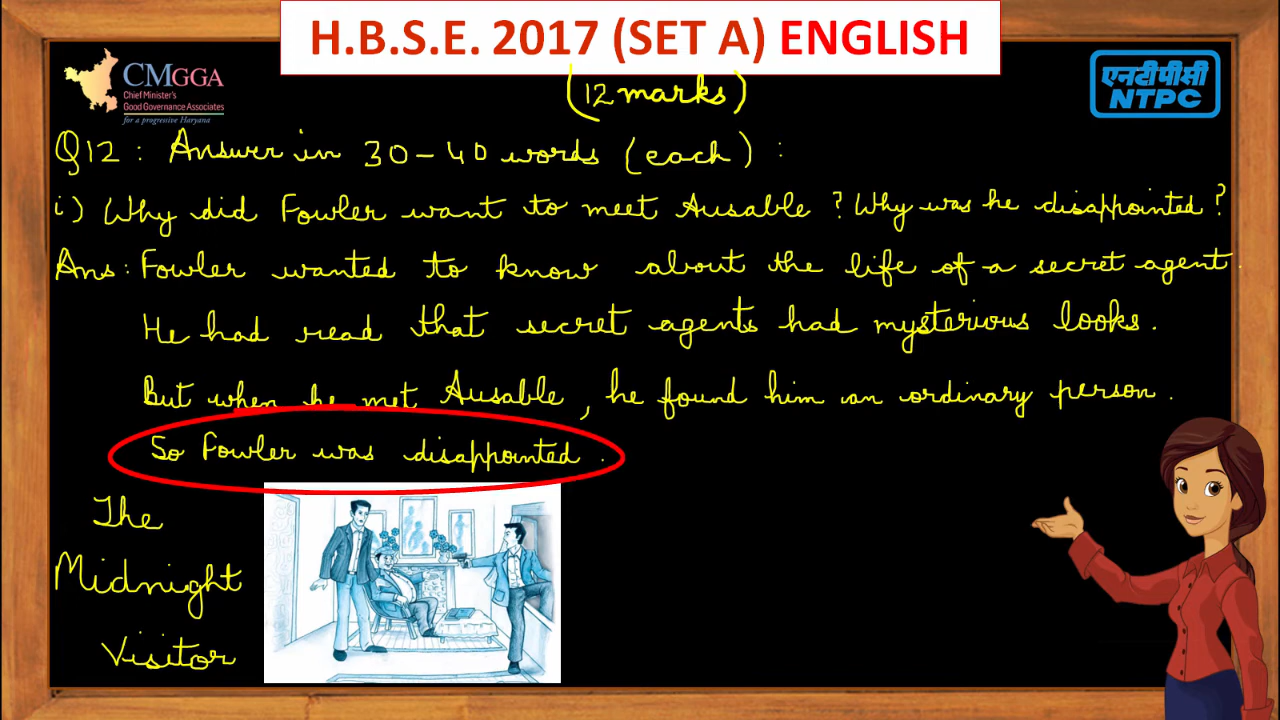 H.B.S.E. 2017 (SET A) ENGLISH
CMGGA
Chief Minister's
Good Governance Associates
for a progressive Haryana
(12 marks)
एनटीपीसी
NTPC
Q12 : Answer in 30-40 words (each) :
i) Why did Fowler want to meet Ausable ? Why was he disappointed ?
Ans : Fowler wanted to know about the life of a secret agent.
He had read that secret agents had mysterious looks.
But when he met Ausable, he found him an ordinary person.
So Fowler was disappointed.
The
Midnight
Visitor